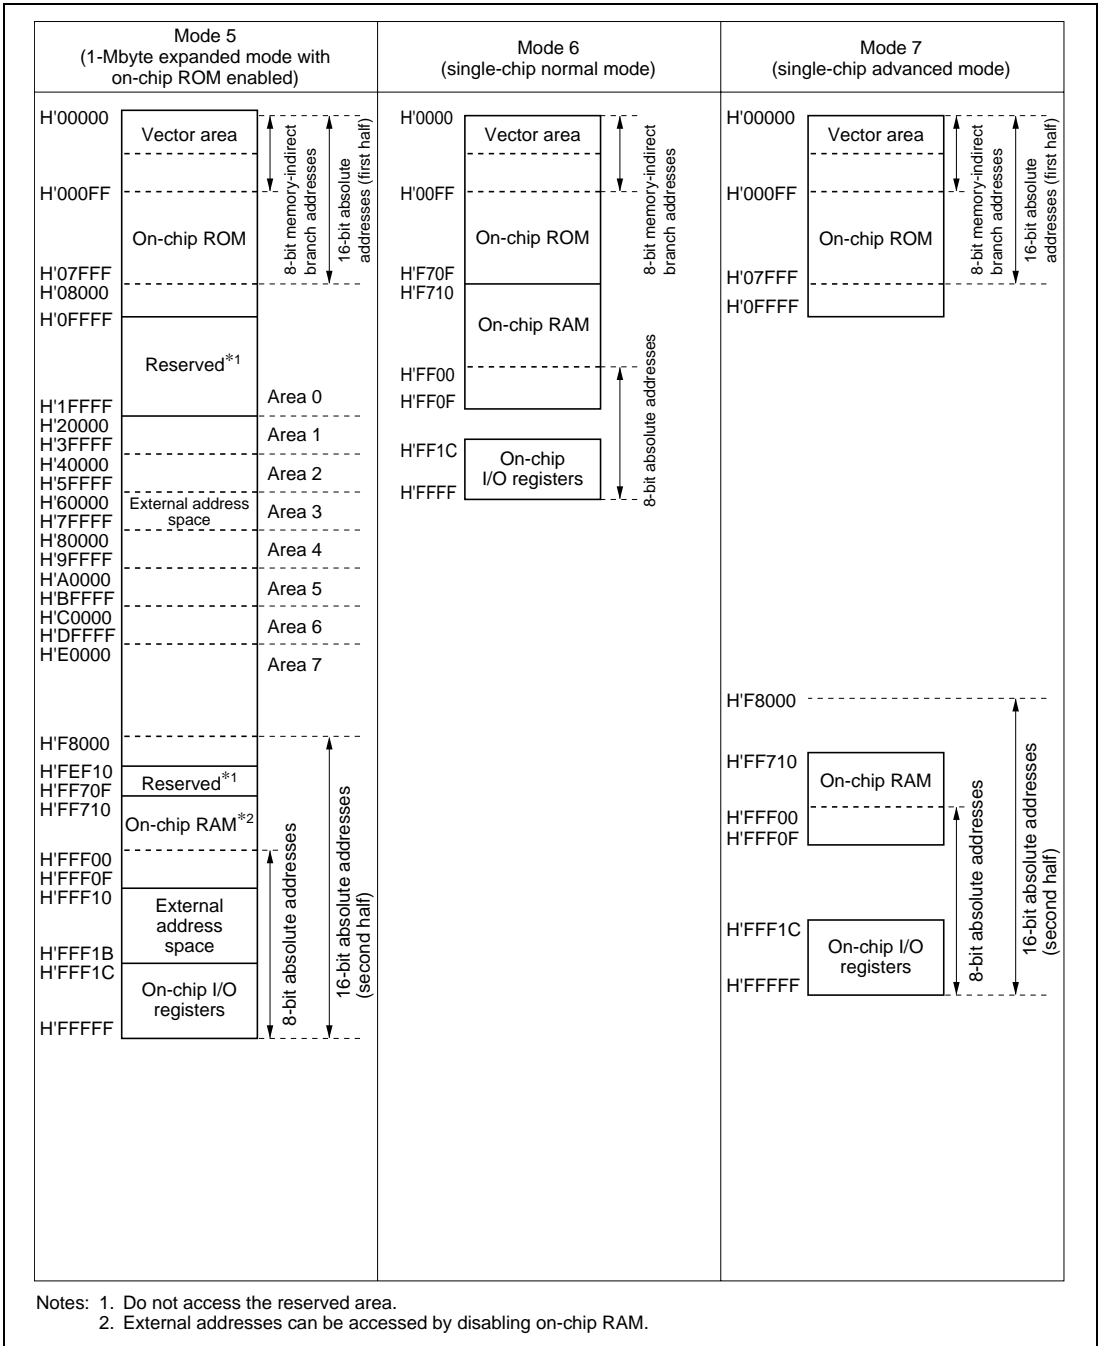 Mode 5
(1-Mbyte expanded mode with
on-chip ROM enabled)
H'00000
Vector area
H'000FF
On-chip ROM
H'07FFF
H'08000
H'0FFFF
Reserved*1
H'1FFFF
H'20000
H'3FFFF
H'40000
H'5FFFF
H'60000
H'7FFFF
External address
space
H'80000
H'9FFFF
H'A0000
H'BFFFF
H'C0000
H'DFFFF
H'E0000
Area 0
Area 1
Area 2
Area 3
Area 4
Area 5
Area 6
Area 7
8-bit memory-indirect
branch addresses
16-bit absolute
addresses (first half)
H'F8000
H'FEF10
Reserved*1
H'FF70F
H'FF710
On-chip RAM*2
H'FFF00
H'FFF0F
H'FFF10
External
address
space
H'FFF1B
H'FFF1C
On-chip I/O
registers
H'FFFFF
8-bit absolute addresses
16-bit absolute addresses
(second half)
Mode 6
(single-chip normal mode)
H'0000
Vector area
H'00FF
On-chip ROM
H'F70F
H'F710
On-chip RAM
H'FF00
H'FF0F
H'FF1C
On-chip
I/O registers
H'FFFF
8-bit memory-indirect
branch addresses
8-bit absolute addresses
Mode 7
(single-chip advanced mode)
H'00000
Vector area
H'000FF
On-chip ROM
H'07FFF
H'0FFFF
8-bit memory-indirect
branch addresses
16-bit absolute
addresses (first half)
H'F8000
H'FF710
On-chip RAM
H'FFF00
H'FFF0F
H'FFF1C
On-chip I/O
registers
H'FFFFF
8-bit absolute addresses
16-bit absolute addresses
(second half)
Notes: 1. Do not access the reserved area.
2. External addresses can be accessed by disabling on-chip RAM.